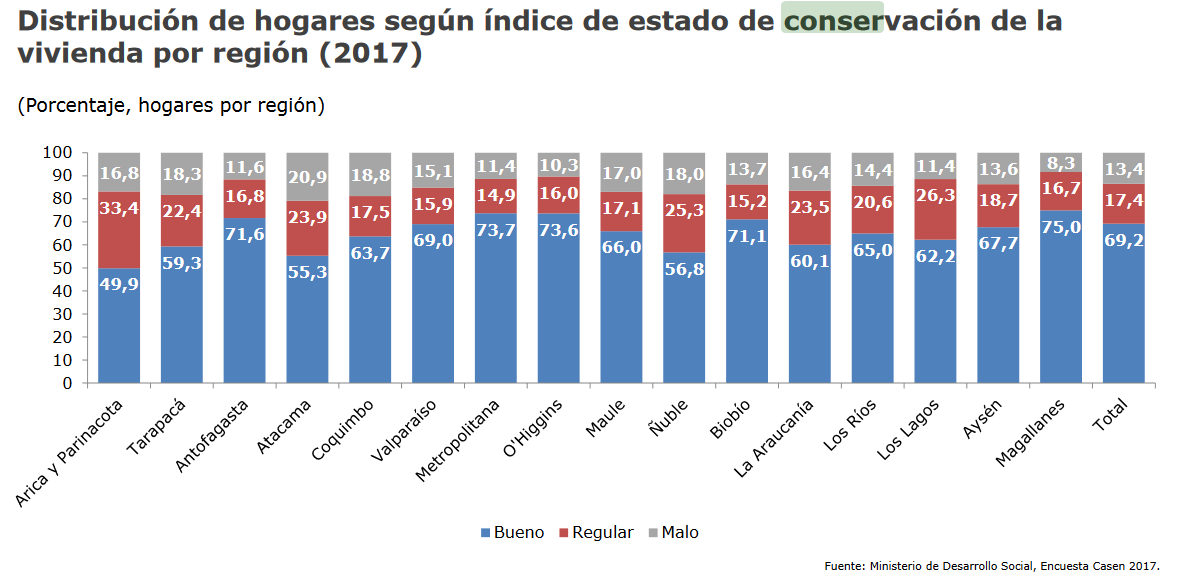 Distribución de hogares según índice de estado de conservación de la
vivienda por región (2017)
(Porcentaje, hogares por región)
100
90
80
70
60
50
40
30
20
10
0
16,8 18,3 11,6 20,9 18,8 15,1 11,4 10,3 17,0 18,0 13,7 16,4 14,4 11,4 13,6 8,3 13,4
33,4 22,4 16,8 23,9 17,5 15,9 14,9 16,0 17,1 25,3 15,2 23,5 20,6 26,3 18,7 16,7 17,4
49,9 59,3 71,6 55,3 63,7 69,0 73,7 73,6 66,0 56,8 71,1 60,1 65,0 62,2 67,7 75,0 69,2
Arica y Parinacota
Tarapacá
Antofagasta
Atacama
Coquimbo
Valparaíso
Metropolitana
O'Higgins
Maule
Ñuble
Biobío
La Araucanía
Los Ríos
Los Lagos
Aysén
Magallanes
Total
Bueno Regular Malo
Fuente: Ministerio de Desarrollo Social, Encuesta Casen 2017.